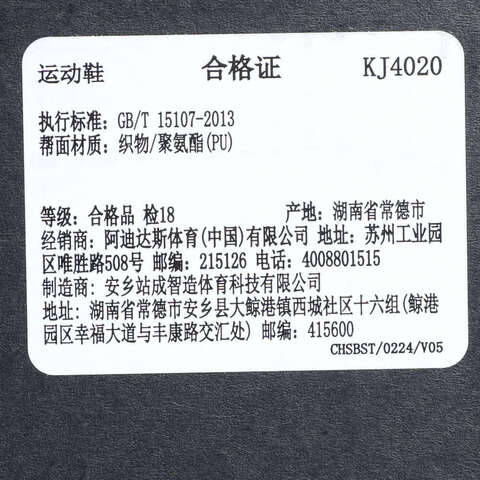 运动鞋 合格证 KJ4020
执行标准: GB/T 15107-2013
帮面材质: 织物/聚氨酯(PU)
等级: 合格品 检18 产地: 湖南省常德市
经销商: 阿迪达斯体育(中国)有限公司 地址: 苏州工业园
区唯胜路508号 邮编: 215126 电话: 4008801515
制造商: 安乡站成智造体育科技有限公司
地址: 湖南省常德市安乡县大鲸港镇西城社区十六组(鲸港
园区幸福大道与丰康路交汇处) 邮编: 415600
CHSBST/0224/V05